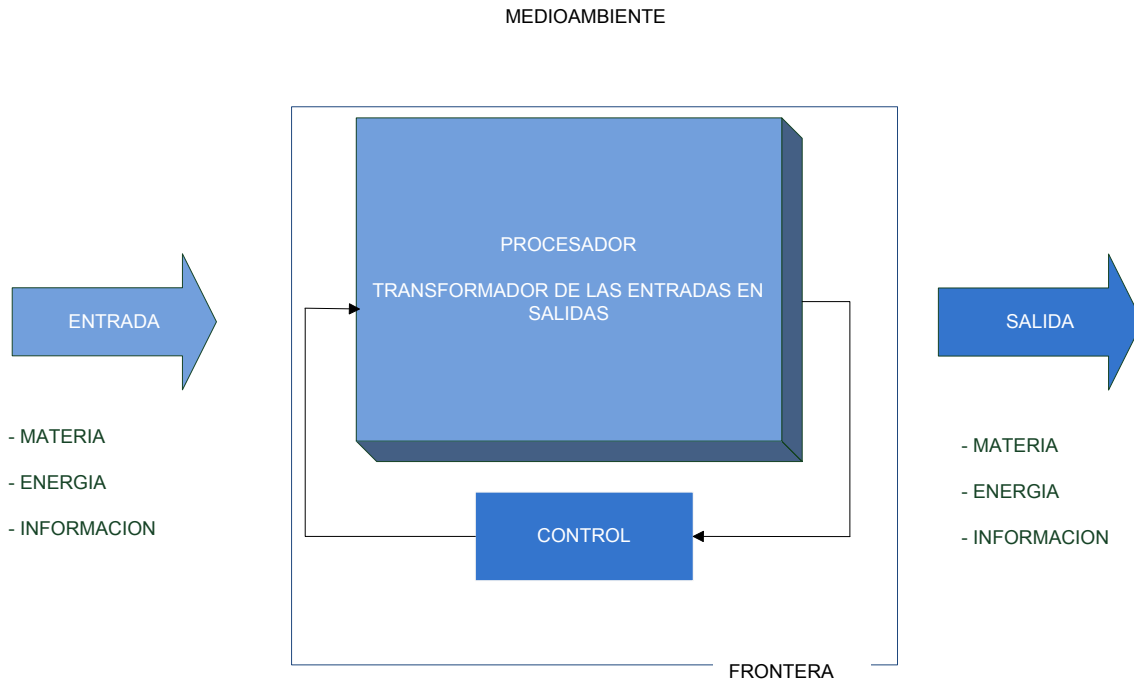 MEDIOAMBIENTE
PROCESADOR
TRANSFORMADOR DE LAS ENTRADAS EN
SALIDAS
ENTRADA
SALIDA
- MATERIA
- ENERGIA
- INFORMACION
CONTROL
- MATERIA
- ENERGIA
- INFORMACION
FRONTERA